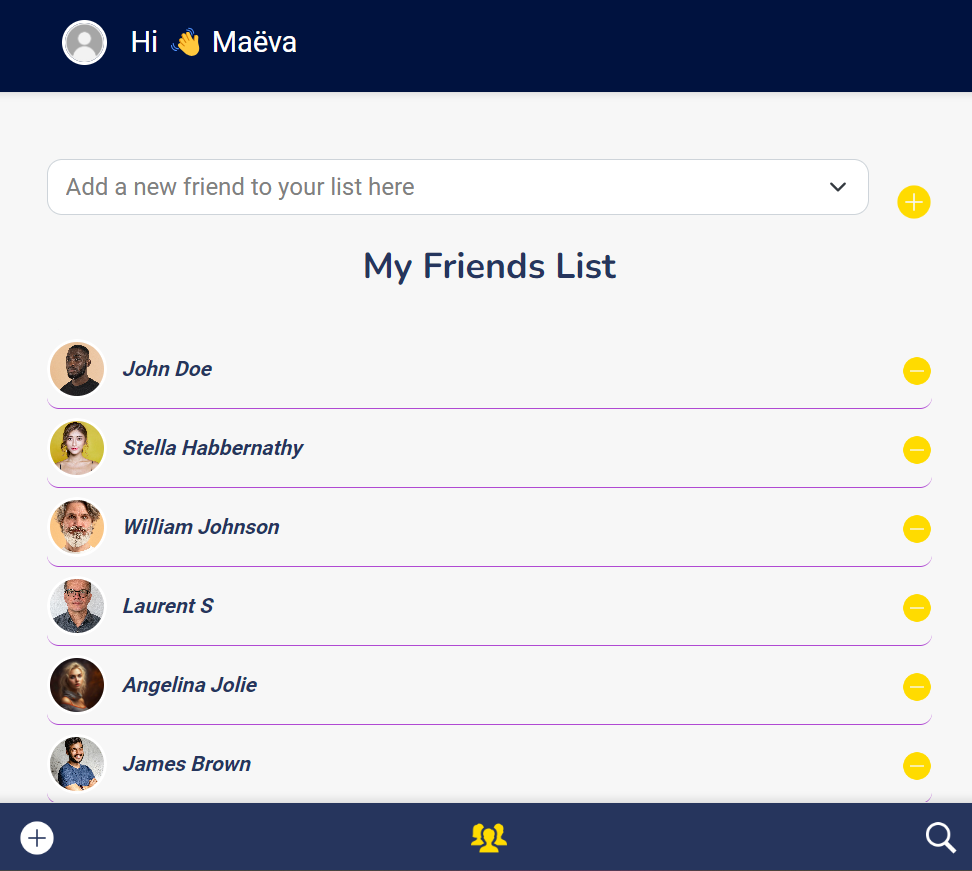 Hi 👋 Maëva
Add a new friend to your list here
My Friends List
John Doe
Stella Habbernathy
William Johnson
Laurent S
Angelina Jolie
James Brown